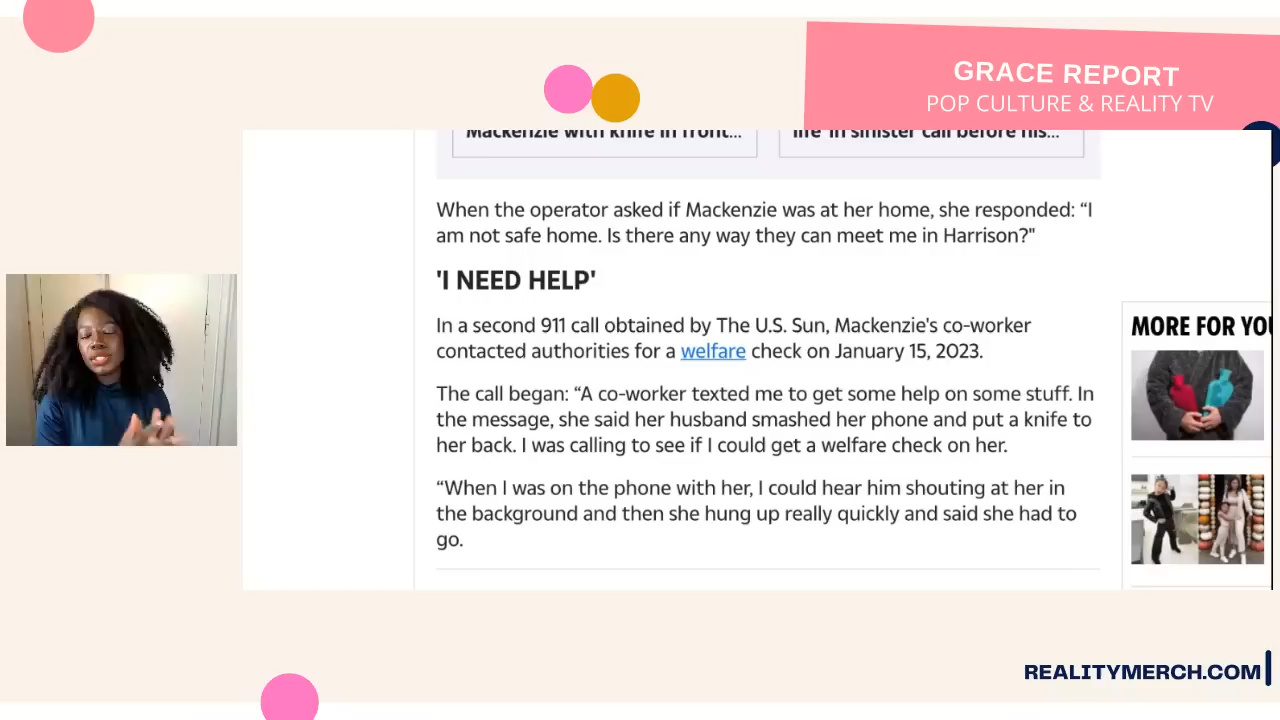 GRACE REPORT
POP CULTURE & REALITY TV
Mackenzie with knife in front...
life' in sinister call before his...
When the operator asked if Mackenzie was at her home, she responded: “I
am not safe home. Is there any way they can meet me in Harrison?"
'I NEED HELP'
In a second 911 call obtained by The U.S. Sun, Mackenzie's co-worker
contacted authorities for a welfare check on January 15, 2023.
The call began: “A co-worker texted me to get some help on some stuff. In
the message, she said her husband smashed her phone and put a knife to
her back. I was calling to see if I could get a welfare check on her.
“When I was on the phone with her, I could hear him shouting at her in
the background and then she hung up really quickly and said she had to
go.
MORE FOR YOU
REALITYMERCH.COM